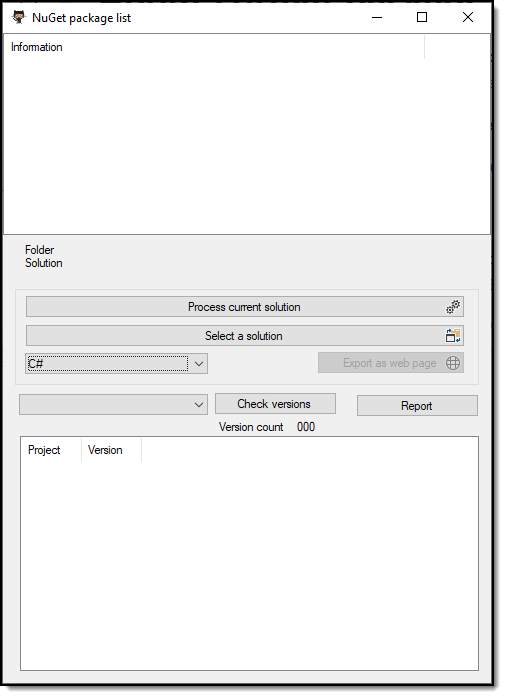 NuGet package list
Information
Folder
Solution
Process current solution
Select a solution
C#
Export as web page
Check versions
Report
Version count 000
Project Version